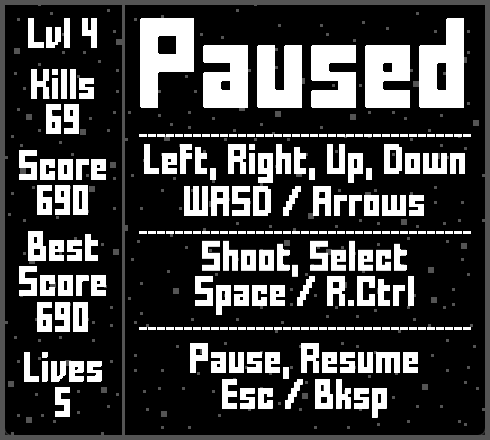 Lvl 4
Kills
69
Score
690
Best
Score
690
Lives
5
Paused
Left, Right, Up, Down
WASD / Arrows
Shoot, Select
Space / R.Ctrl
Pause, Resume
Esc / Bksp